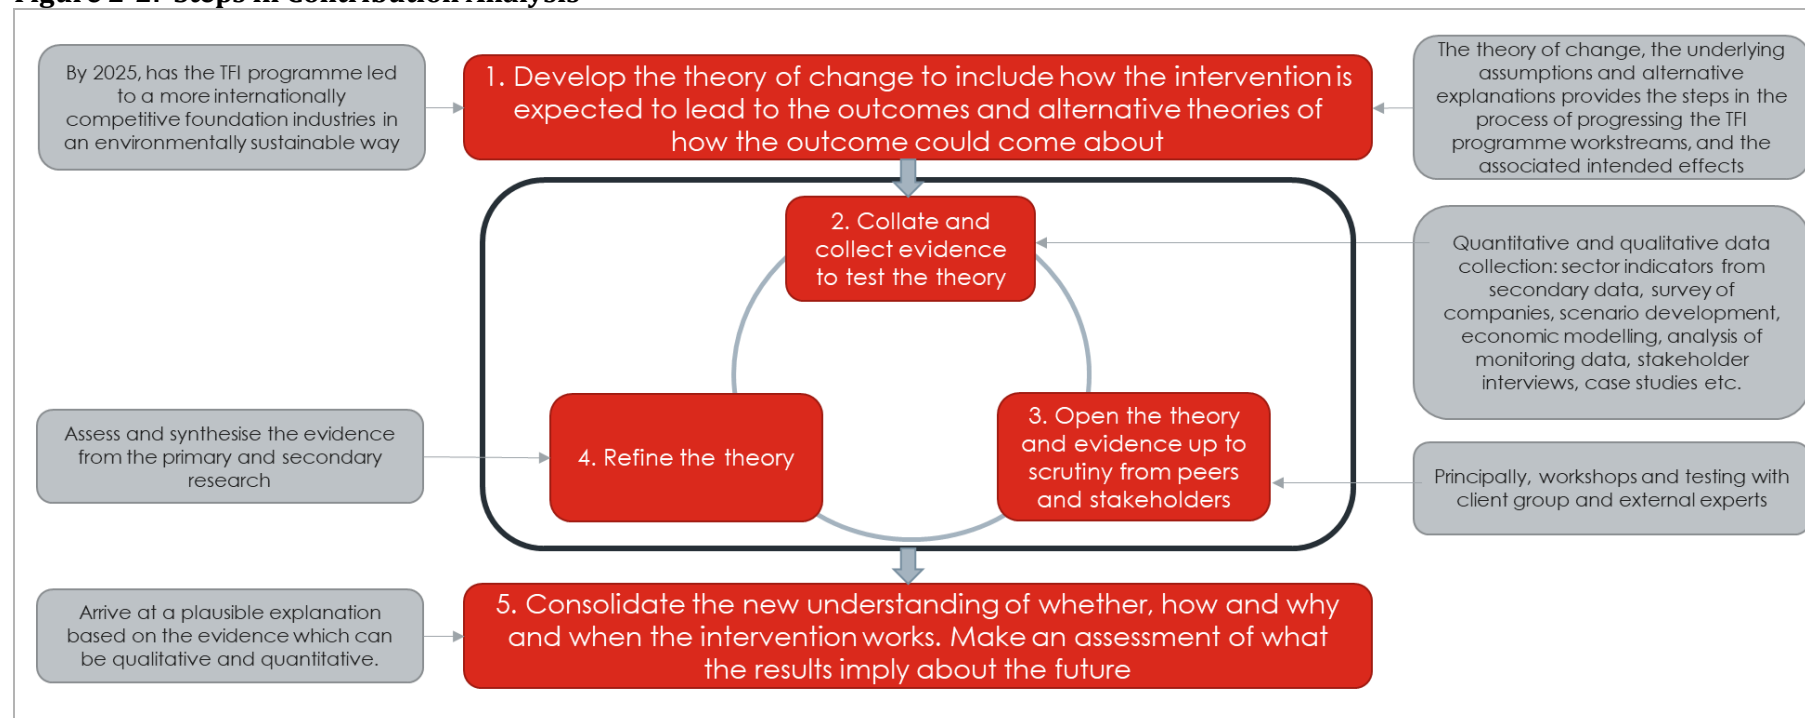 Figure 2-2: Steps in Contribution Analysis
By 2025, has the TFI programme led
to a more internationally
competitive foundation industries in
an environmentally sustainable way
1. Develop the theory of change to include how the intervention is
expected to lead to the outcomes and alternative theories of
how the outcome could come about
The theory of change, the underlying
assumptions and alternative
explanations provides the steps in the
process of progressing the TFI
programme workstreams, and the
associated intended effects
2. Collate and
collect evidence
to test the theory
Quantitative and qualitative data
collection: sector indicators from
secondary data, survey of
companies, scenario development,
economic modelling, analysis of
monitoring data, stakeholder
interviews, case studies etc.
Assess and synthesise the evidence
from the primary and secondary
research
4. Refine the theory
3. Open the theory
and evidence up to
scrutiny from peers
and stakeholders
Principally, workshops and testing with
client group and external experts
Arrive at a plausible explanation
based on the evidence which can
be qualitative and quantitative.
5. Consolidate the new understanding of whether, how and why
and when the intervention works. Make an assessment of what
the results imply about the future